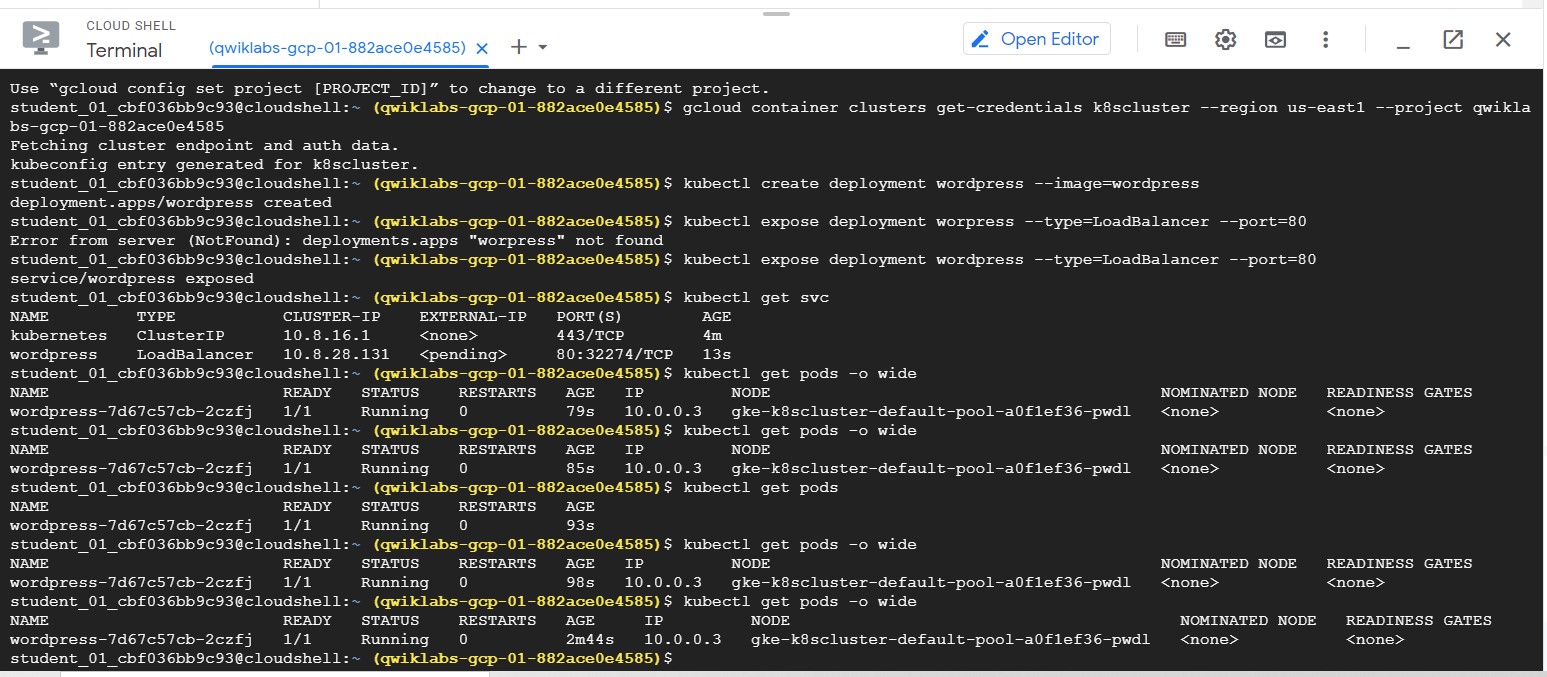 CLOUD SHELL
Terminal
(qwiklabs-gcp-01-882ace0e4585)
Open Editor
Use “gcloud config set project [PROJECT_ID]” to change to a different project.
student_01_cbf036bb9c93@cloudshell:~ (qwiklabs-gcp-01-882ace0e4585)$ gcloud container clusters get-credentials k8scluster --region us-east1 --project qwikla
bs-gcp-01-882ace0e4585
Fetching cluster endpoint and auth data.
kubeconfig entry generated for k8scluster.
student_01_cbf036bb9c93@cloudshell:~ (qwiklabs-gcp-01-882ace0e4585)$ kubectl create deployment wordpress --image=wordpress
deployment.apps/wordpress created
student_01_cbf036bb9c93@cloudshell:~ (qwiklabs-gcp-01-882ace0e4585)$ kubectl expose deployment worpress --type=LoadBalancer --port=80
Error from server (NotFound): deployments.apps "worpress" not found
student_01_cbf036bb9c93@cloudshell:~ (qwiklabs-gcp-01-882ace0e4585)$ kubectl expose deployment wordpress --type=LoadBalancer --port=80
service/wordpress exposed
student_01_cbf036bb9c93@cloudshell:~ (qwiklabs-gcp-01-882ace0e4585)$ kubectl get svc
NAME TYPE CLUSTER-IP EXTERNAL-IP PORT(S) AGE
kubernetes ClusterIP 10.8.16.1 <none> 443/TCP 4m
wordpress LoadBalancer 10.8.28.131 <pending> 80:32274/TCP 13s
student_01_cbf036bb9c93@cloudshell:~ (qwiklabs-gcp-01-882ace0e4585)$ kubectl get pods -o wide
NAME READY STATUS RESTARTS AGE IP NODE NOMINATED NODE READINESS GATES
wordpress-7d67c57cb-2czfj 1/1 Running 0 79s 10.0.0.3 gke-k8scluster-default-pool-a0f1ef36-pwdl <none> <none>
student_01_cbf036bb9c93@cloudshell:~ (qwiklabs-gcp-01-882ace0e4585)$ kubectl get pods -o wide
NAME READY STATUS RESTARTS AGE IP NODE NOMINATED NODE READINESS GATES
wordpress-7d67c57cb-2czfj 1/1 Running 0 85s 10.0.0.3 gke-k8scluster-default-pool-a0f1ef36-pwdl <none> <none>
student_01_cbf036bb9c93@cloudshell:~ (qwiklabs-gcp-01-882ace0e4585)$ kubectl get pods
NAME READY STATUS RESTARTS AGE
wordpress-7d67c57cb-2czfj 1/1 Running 0 93s
student_01_cbf036bb9c93@cloudshell:~ (qwiklabs-gcp-01-882ace0e4585)$ kubectl get pods -o wide
NAME READY STATUS RESTARTS AGE IP NODE NOMINATED NODE READINESS GATES
wordpress-7d67c57cb-2czfj 1/1 Running 0 98s 10.0.0.3 gke-k8scluster-default-pool-a0f1ef36-pwdl <none> <none>
student_01_cbf036bb9c93@cloudshell:~ (qwiklabs-gcp-01-882ace0e4585)$ kubectl get pods -o wide
NAME READY STATUS RESTARTS AGE IP NODE NOMINATED NODE READINESS GATES
wordpress-7d67c57cb-2czfj 1/1 Running 0 2m44s 10.0.0.3 gke-k8scluster-default-pool-a0f1ef36-pwdl <none> <none>
student_01_cbf036bb9c93@cloudshell:~ (qwiklabs-gcp-01-882ace0e4585)$